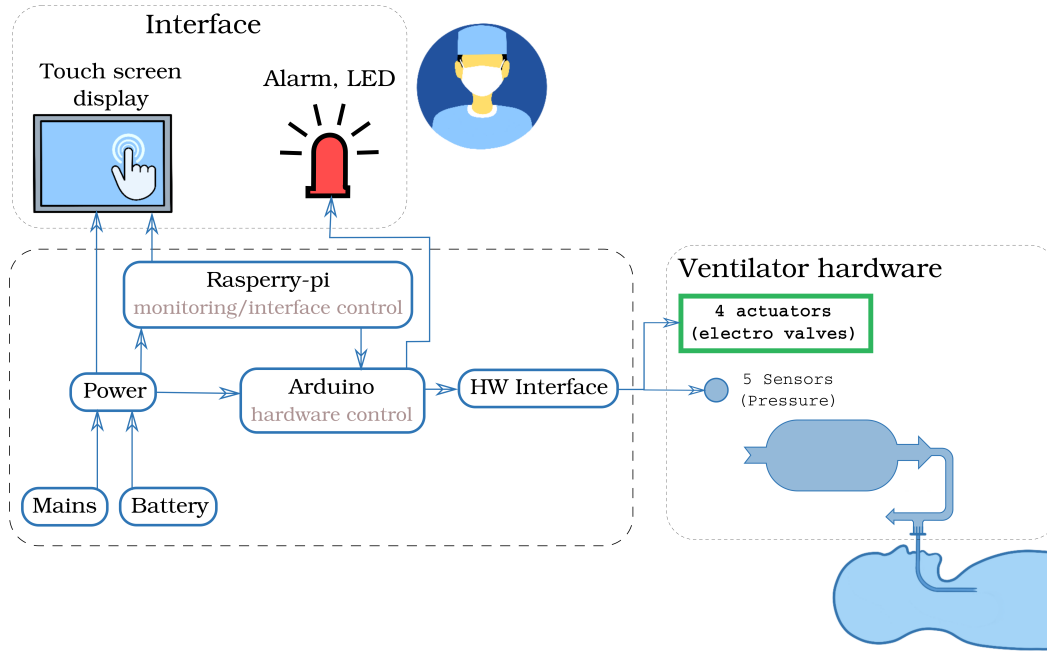 Interface
Touch screen
display
Alarm, LED
Rasperry-pi
monitoring/interface control
Power
Arduino
hardware control
HW Interface
Mains
Battery
Ventilator hardware
4 actuators
(electro valves)
5 Sensors
(Pressure)